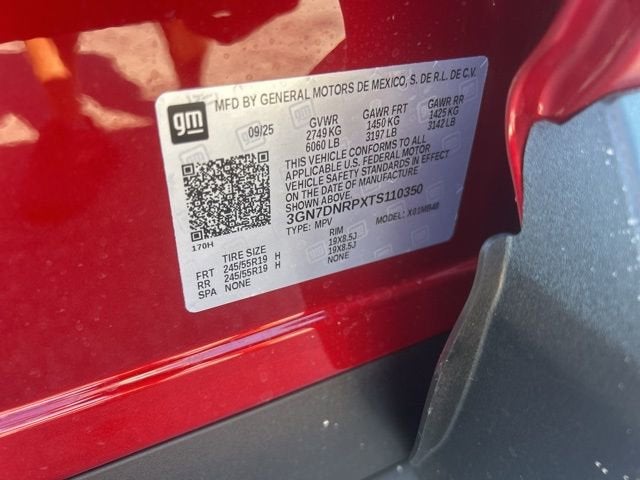 MFD BY GENERAL MOTORS DE MEXICO, S. DE R.L. DE C.V.
gm
09/25
GVWR GAWR FRT GAWR RR
2749 KG 1450 KG 1425 KG
6060 LB 3197 LB 3142 LB
THIS VEHICLE CONFORMS TO ALL
APPLICABLE U.S. FEDERAL MOTOR
VEHICLE SAFETY STANDARDS IN EFFECT
ON THE DATE OF MANUFACTURE
SHOWN ABOVE
3GN7DNRPXTS110350
TYPE: MPV MODEL: X01MB48
170H
TIRE SIZE RIM
FRT 245/55R19 H 19X8.5J
RR 245/55R19 H 19X8.5J
SPA NONE NONE